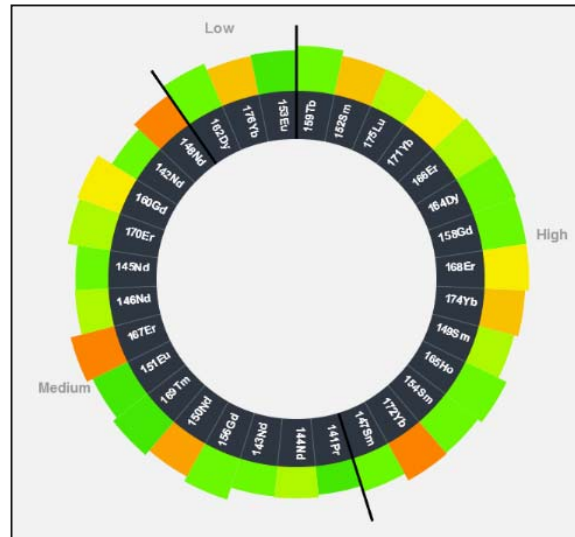 Low
High
Medium
159Tb
152Sm
175Lu
171Yb
166Er
164Dy
158Gd
168Er
174Yb
149Sm
165Ho
154Sm
172Yb
147Sm
141Pr
144Nd
143Nd
156Gd
150Nd
169Tm
151Eu
167Er
146Nd
145Nd
170Er
160Gd
142Nd
148Nd
162Dy
176Yb
153Eu